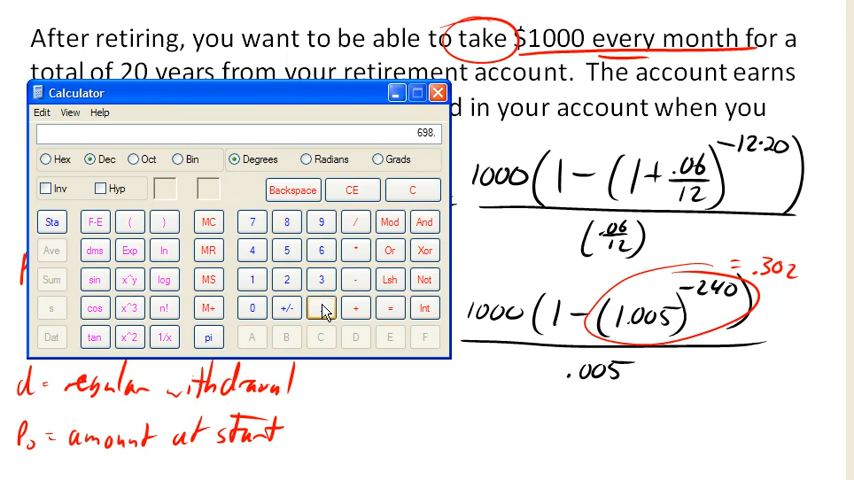 After retiring, you want to be able to take $1000 every month for a
total of 20 years from your retirement account. The account earns
d in your account when you
Calculator
Edit View Help
698.
Hex Dec Oct Bin Degrees Radians Grads
Inv Hyp Backspace CE C
Sta F-E ( ) MC 7 8 9 / Mod And
Ave dms Exp ln MR 4 5 6 * Or Xor
Sum sin x^y log MS 1 2 3 - Lsh Not
s cos x^3 n! M+ 0 +/- . + = Int
Dat tan x^2 1/x pi A B C D E F
1000(1-(1+.06/12)^-12·20)
(.06/12)
= .302
1000(1-(1.005)^-240)
.005
d = regular withdrawal
P₀ = amount at start